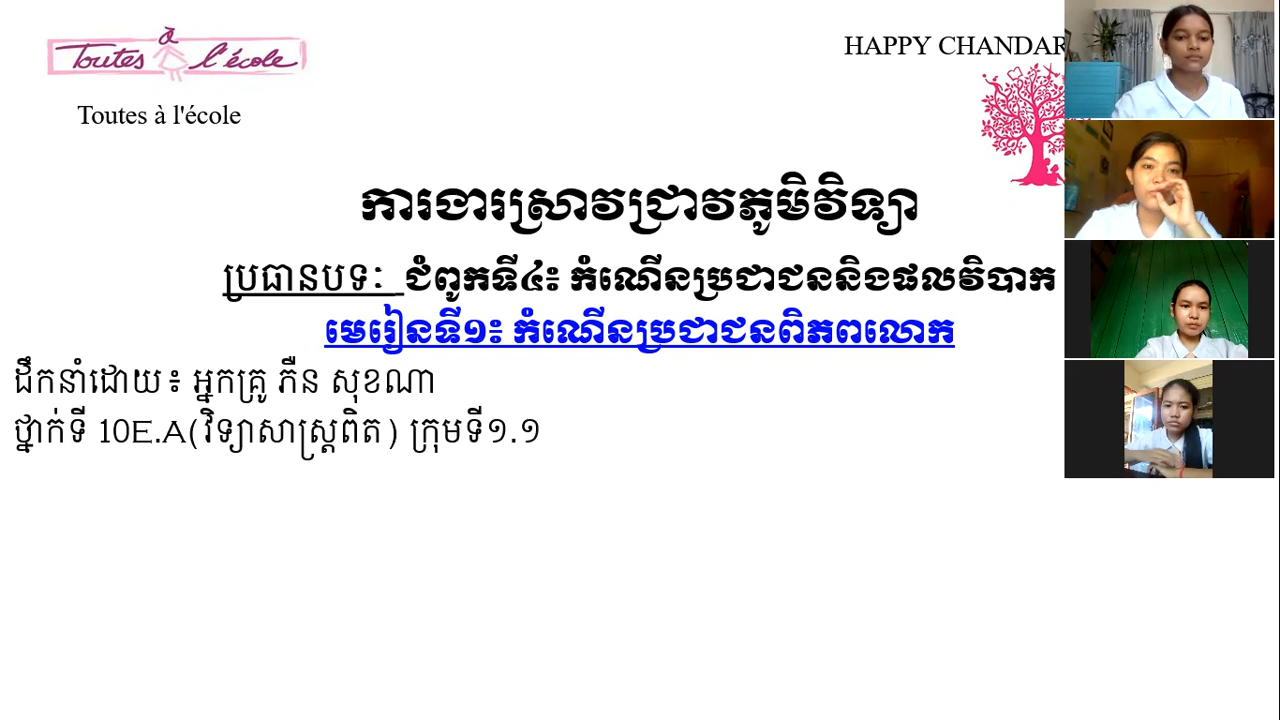 Toutes à l'école
HAPPY CHANDAR
Toutes à l'école
ការងារស្រាវជ្រាវភូមិវិទ្យា
ប្រធានបទៈ ជំពូកទី៤៖ កំណើនប្រជាជននិងផលវិបាក
មេរៀនទី១៖ កំណើនប្រជាជនពិភពលោក
ដឹកនាំដោយ៖ អ្នកគ្រូ ភឺន សុខណា
ថ្នាក់ទី 10E.A(វិទ្យាសាស្ត្រពិត) ក្រុមទី១.១